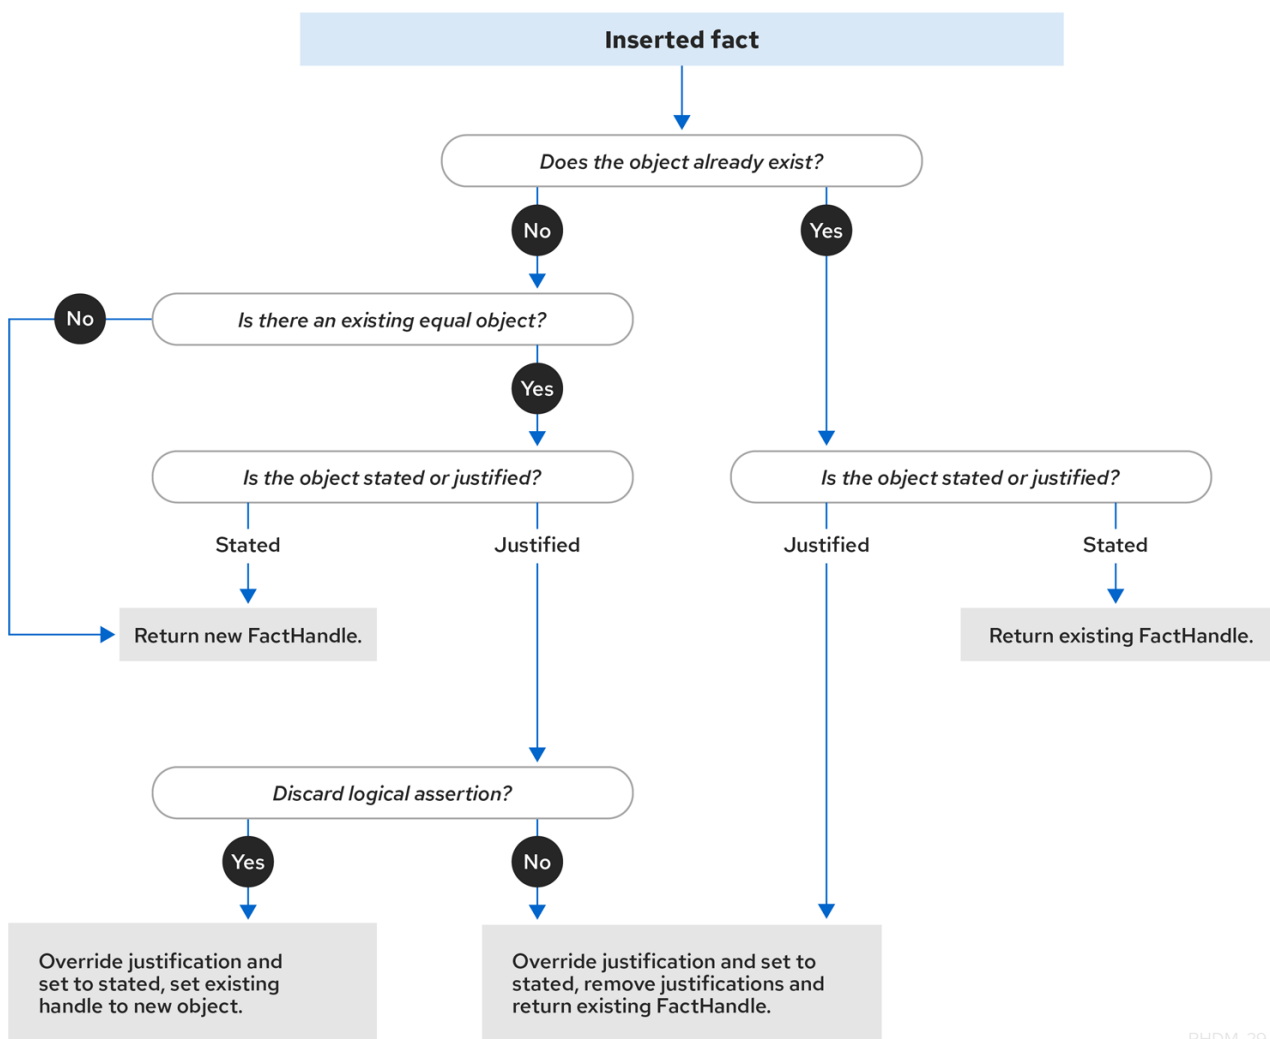 Inserted fact
Does the object already exist?
No
Yes
No
Is there an existing equal object?
Yes
Is the object stated or justified?
Is the object stated or justified?
Stated
Justified
Justified
Stated
Return new FactHandle.
Return existing FactHandle.
Discard logical assertion?
Yes
No
Override justification and
set to stated, set existing
handle to new object.
Override justification and set to
stated, remove justifications and
return existing FactHandle.